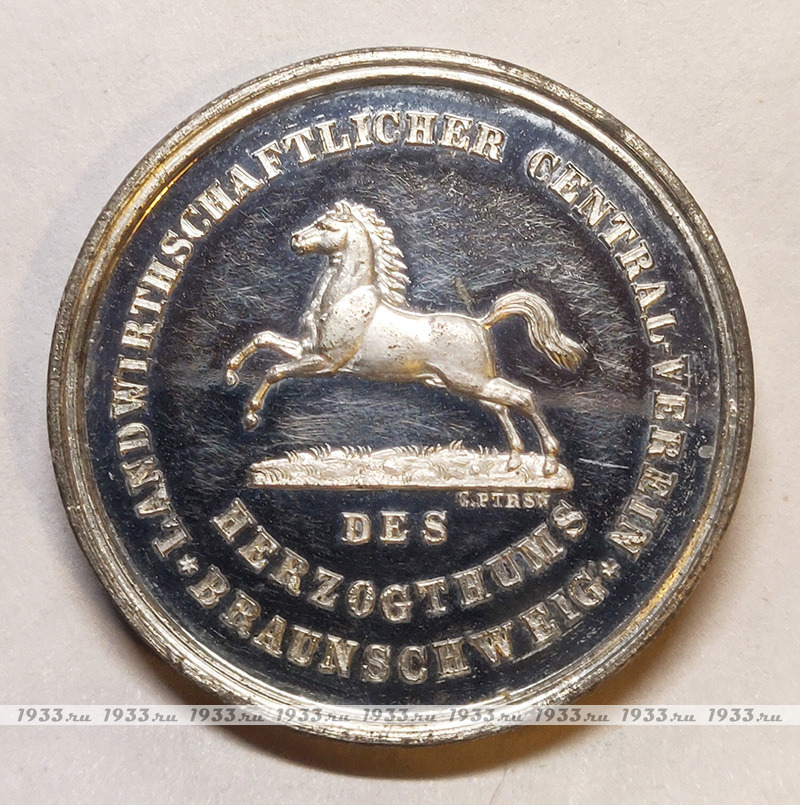 LANDWIRTHSCHAFTLICHER CENTRAL-VEREIN
C.PTRSN
DES
HERZOGTHUMS
* BRAUNSCHWEIG *
1933.ru 1933.ru 1933.ru 1933.ru 1933.ru 1933.ru 1933.ru 1933.ru 1933.ru